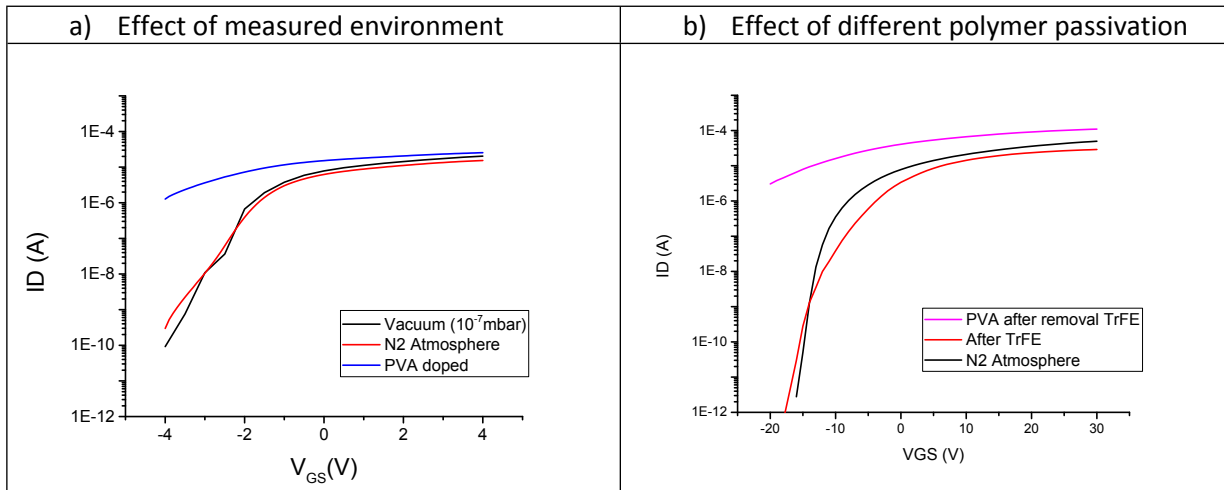 a) Effect of measured environment
b) Effect of different polymer passivation
1E-4
1E-6
1E-8
1E-10
1E-12
ID (A)
-4
-2
0
2
4
V_GS(V)
Vacuum (10⁻⁷mbar)
N2 Atmosphere
PVA doped
1E-4
1E-6
1E-8
1E-10
1E-12
ID (A)
-20
-10
0
10
20
30
VGS (V)
PVA after removal TrFE
After TrFE
N2 Atmosphere